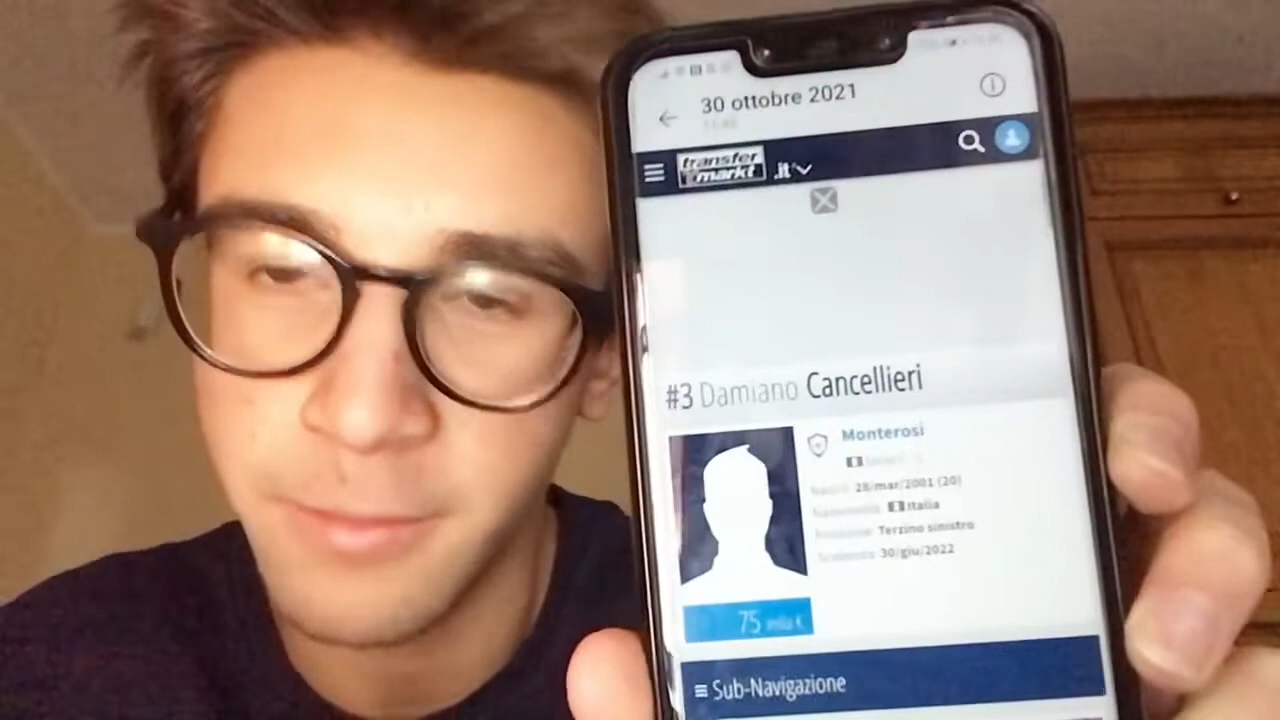 30 ottobre 2021
transfer
markt .it
#3 Damiano Cancellieri
Monterosi
28/mar/2001 (20)
Italia
Terzino sinistro
30/giu/2022
75 mila €
Sub-Navigazione